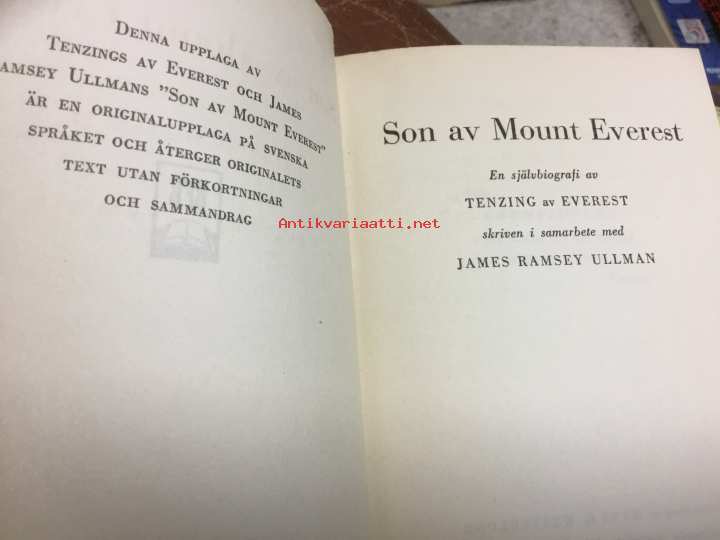 DENNA UPPLAGA AV
TENZINGS AV EVEREST OCH JAMES
AMSEY ULLMANS "SON AV MOUNT EVEREST"
ÄR EN ORIGINALUPPLAGA PÅ SVENSKA
SPRÅKET OCH ÅTERGER ORIGINALETS
TEXT UTAN FÖRKORTNINGAR
OCH SAMMANDRAG
Antikvariaatti.net
Son av Mount Everest
En självbiografi av
TENZING av EVEREST
skriven i samarbete med
JAMES RAMSEY ULLMAN